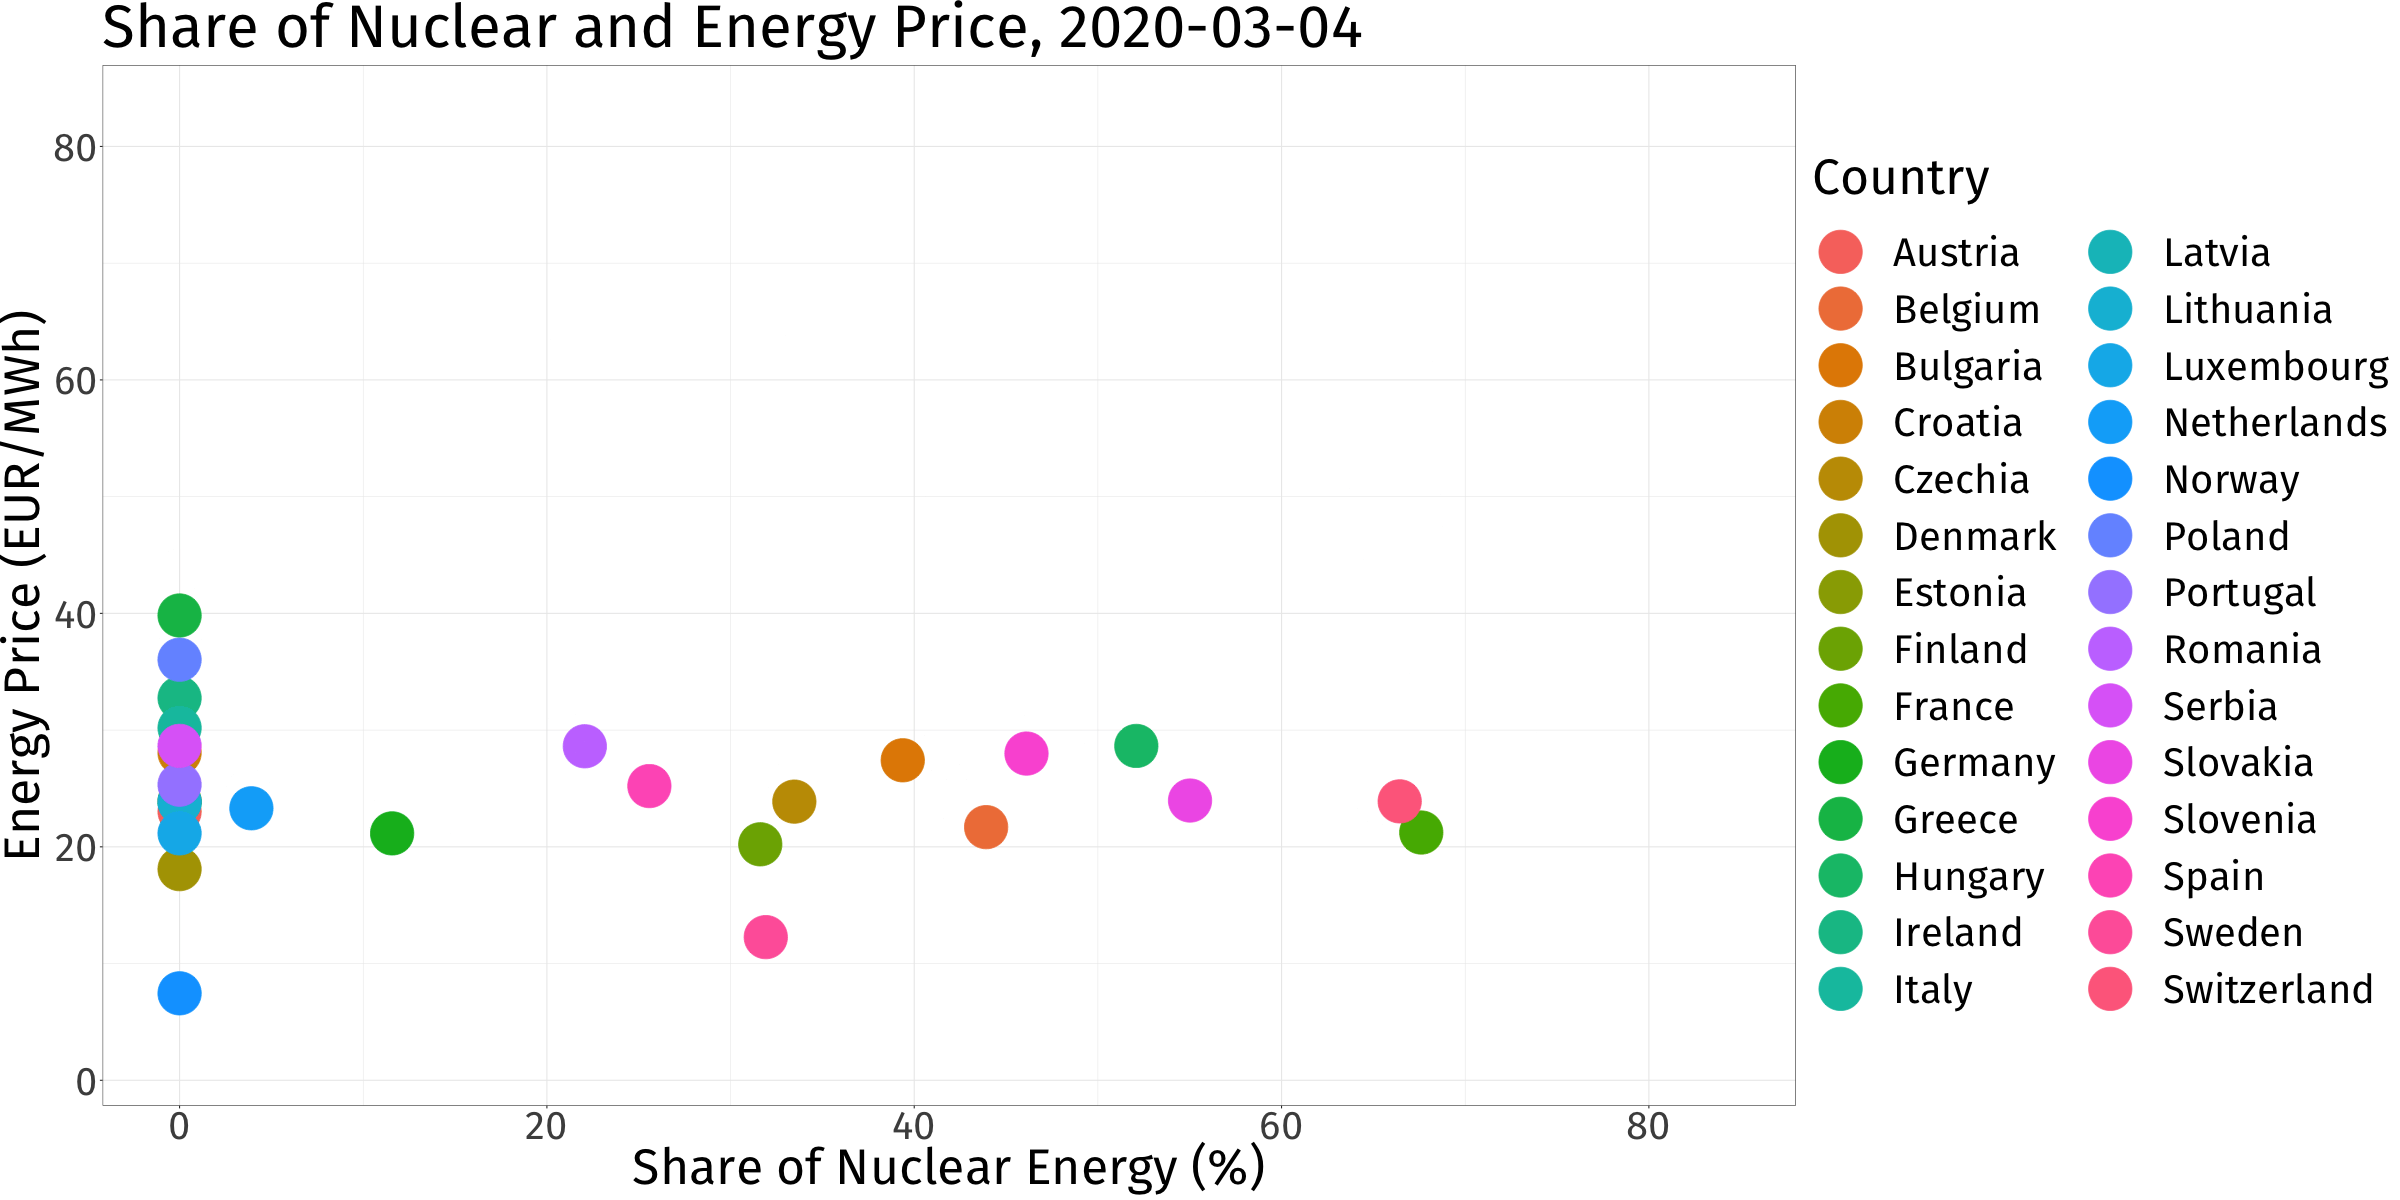 Share of Nuclear and Energy Price, 2020-03-04
80
60
40
20
0
Energy Price (EUR/MWh)
0 20 40 60 80
Share of Nuclear Energy (%)
Country
Austria
Belgium
Bulgaria
Croatia
Czechia
Denmark
Estonia
Finland
France
Germany
Greece
Hungary
Ireland
Italy
Latvia
Lithuania
Luxembourg
Netherlands
Norway
Poland
Portugal
Romania
Serbia
Slovakia
Slovenia
Spain
Sweden
Switzerland